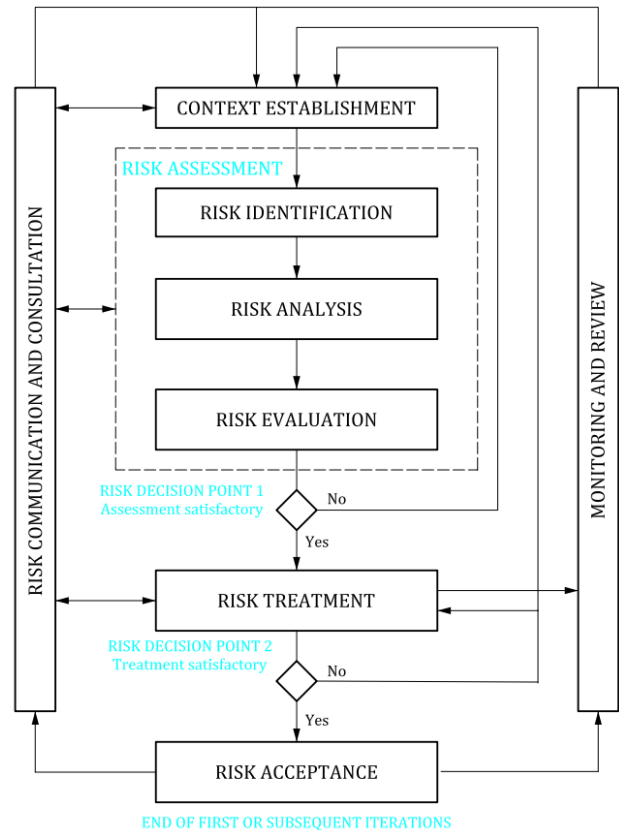 CONTEXT ESTABLISHMENT
RISK ASSESSMENT
RISK IDENTIFICATION
RISK ANALYSIS
RISK EVALUATION
RISK DECISION POINT 1
Assessment satisfactory
No
Yes
RISK TREATMENT
RISK DECISION POINT 2
Treatment satisfactory
No
Yes
RISK ACCEPTANCE
END OF FIRST OR SUBSEQUENT ITERATIONS
RISK COMMUNICATION AND CONSULTATION
MONITORING AND REVIEW